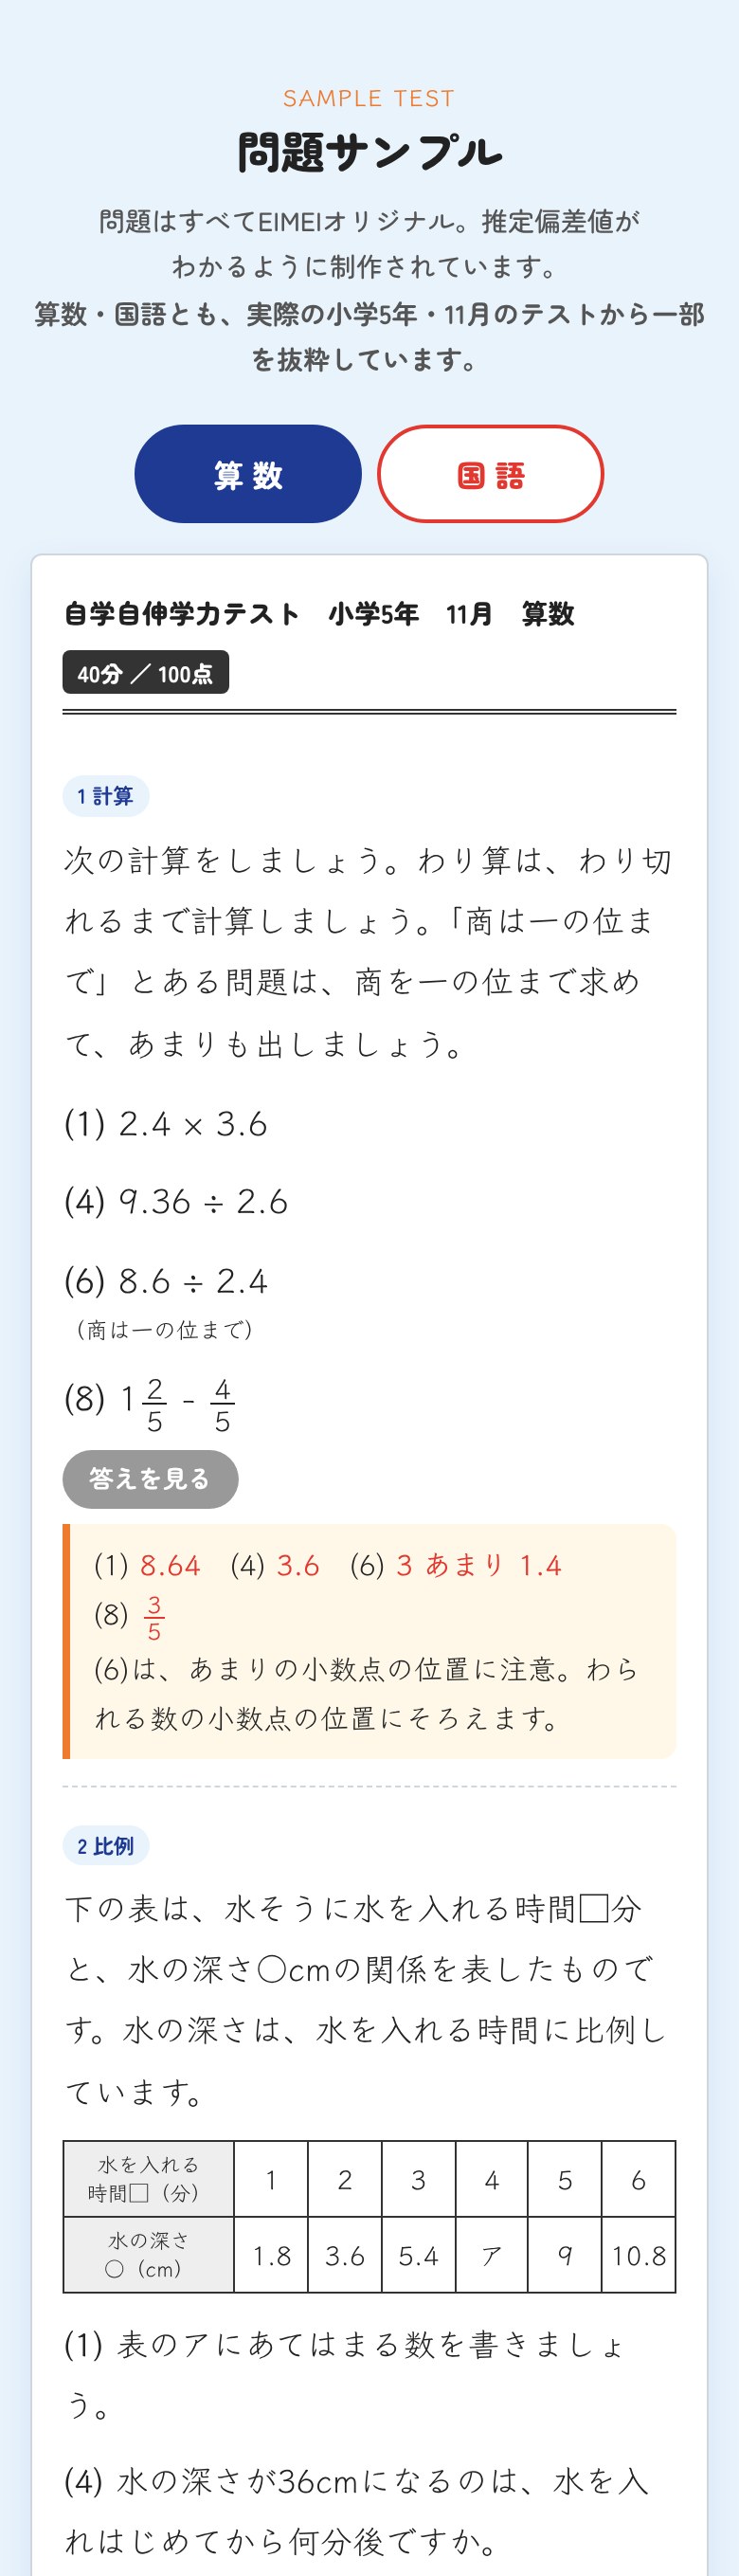 SAMPLE TEST
問題サンプル
問題はすべてEIMEIオリジナル。推定偏差値が
わかるように制作されています。
算数・国語とも、実際の小学5年・11月のテストから一部
を抜粋しています。
算数
国語
自学自伸学力テスト　小学5年　11月　算数
40分 ／ 100点
1 計算
次の計算をしましょう。わり算は、わり切
れるまで計算しましょう。「商は一の位ま
で」とある問題は、商を一の位まで求め
て、あまりも出しましょう。
(1) 2.4 × 3.6
(4) 9.36 ÷ 2.6
(6) 8.6 ÷ 2.4
（商は一の位まで）
(8) 1 2/5 - 4/5
答えを見る
(1) 8.64　(4) 3.6　(6) 3 あまり 1.4
(8) 3/5
(6)は、あまりの小数点の位置に注意。わら
れる数の小数点の位置にそろえます。
2 比例
下の表は、水そうに水を入れる時間□分
と、水の深さ○cmの関係を表したもので
す。水の深さは、水を入れる時間に比例し
ています。
水を入れる
時間□（分） 1 2 3 4 5 6
水の深さ
○（cm） 1.8 3.6 5.4 ア 9 10.8
(1) 表のアにあてはまる数を書きましょ
う。
(4) 水の深さが36cmになるのは、水を入
れはじめてから何分後ですか。